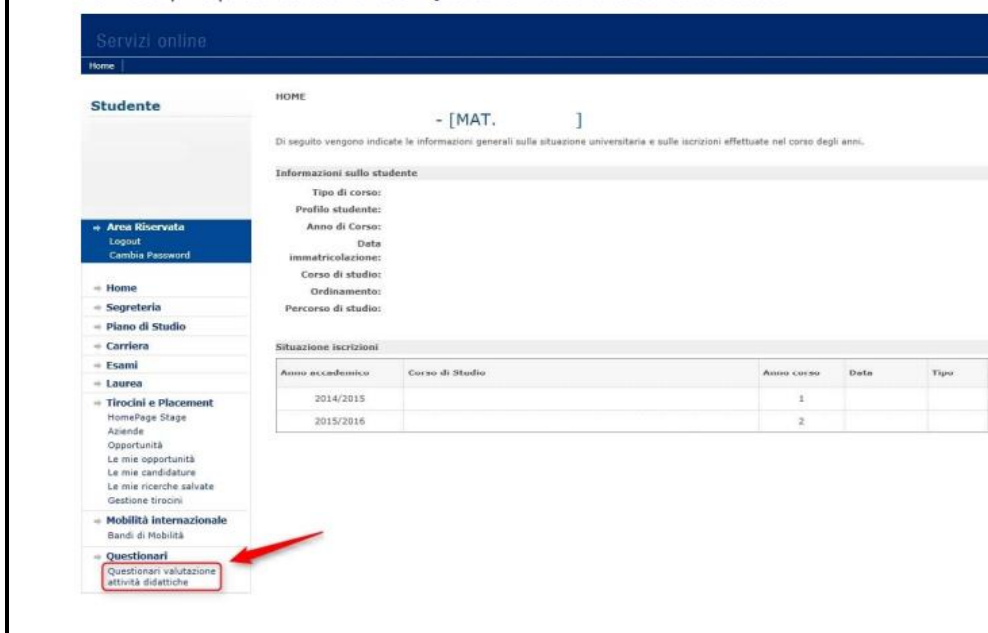 Servizi online
Home
Studente
Area Riservata
Logout
Cambia Password
Home
Segreteria
Piano di Studio
Carriera
Esami
Laurea
Tirocini e Placement
HomePage Stage
Aziende
Opportunità
Le mie opportunità
Le mie candidature
Le mie ricerche salvate
Gestione tirocini
Mobilità internazionale
Bandi di Mobilità
Questionari
Questionari valutazione
attività didattiche
HOME
- [MAT. ]
Di seguito vengono indicate le informazioni generali sulla situazione universitaria e sulle iscrizioni effettuate nel corso degli anni.
Informazioni sullo studente
Tipo di corso:
Profilo studente:
Anno di Corso:
Data
immatricolazione:
Corso di studio:
Ordinamento:
Percorso di studio:
Situazione iscrizioni
Anno accademico Corso di Studio Anno corso Data Tipo
2014/2015 1
2015/2016 2